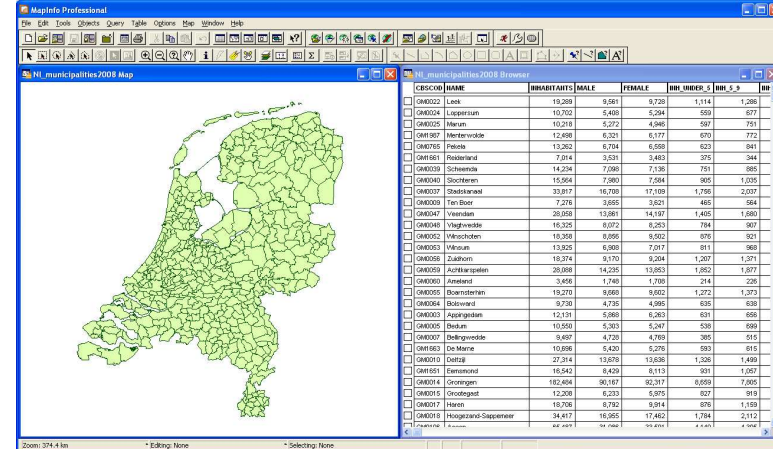 MapInfo Professional
File Edit Tools Objects Query Table Options Map Window Help
NI_municipalities2008 Map
NI_municipalities2008 Browser
CBSCOD NAME INHABITANTS MALE FEMALE INH_UNDER_5 INH_5_9
GM0022 Leek 19,289 9,561 9,728 1,114 1,286
GM0024 Loppersum 10,702 5,408 5,294 559 677
GM0025 Marum 10,218 5,272 4,946 597 751
GM1987 Menterwolde 12,498 6,321 6,177 670 772
GM0765 Pekela 13,262 6,704 6,558 623 841
GM1661 Reiderland 7,014 3,531 3,483 375 344
GM0039 Scheemda 14,234 7,098 7,136 751 885
GM0040 Slochteren 15,564 7,980 7,584 905 1,035
GM0037 Stadskanaal 33,817 16,708 17,109 1,756 2,037
GM0009 Ten Boer 7,276 3,655 3,621 465 564
GM0047 Veendam 28,058 13,861 14,197 1,405 1,680
GM0048 Vlagtwedde 16,325 8,072 8,253 784 907
GM0052 Winschoten 18,358 8,856 9,502 876 921
GM0053 Winsum 13,925 6,908 7,017 811 968
GM0056 Zuidhorn 18,374 9,170 9,204 1,207 1,371
GM0059 Achtkarspelen 28,088 14,235 13,853 1,852 1,877
GM0060 Ameland 3,456 1,748 1,708 214 226
GM0055 Boarnsterhim 19,270 9,668 9,602 1,272 1,373
GM0064 Bolsward 9,730 4,735 4,995 635 638
GM0003 Appingedam 12,131 5,868 6,263 631 656
GM0005 Bedum 10,550 5,303 5,247 538 699
GM0007 Bellingwedde 9,497 4,728 4,769 385 515
GM1663 De Marne 10,696 5,420 5,276 593 615
GM0010 Delfzijl 27,314 13,678 13,636 1,326 1,499
GM1651 Eemsmond 16,542 8,429 8,113 931 1,057
GM0014 Groningen 182,484 90,167 92,317 8,659 7,805
GM0015 Grootegast 12,208 6,233 5,975 827 919
GM0017 Haren 18,706 8,792 9,914 876 1,159
GM0018 Hoogezand-Sappemeer 34,417 16,955 17,462 1,784 2,112
Zoom: 374.4 km Editing: None Selecting: None